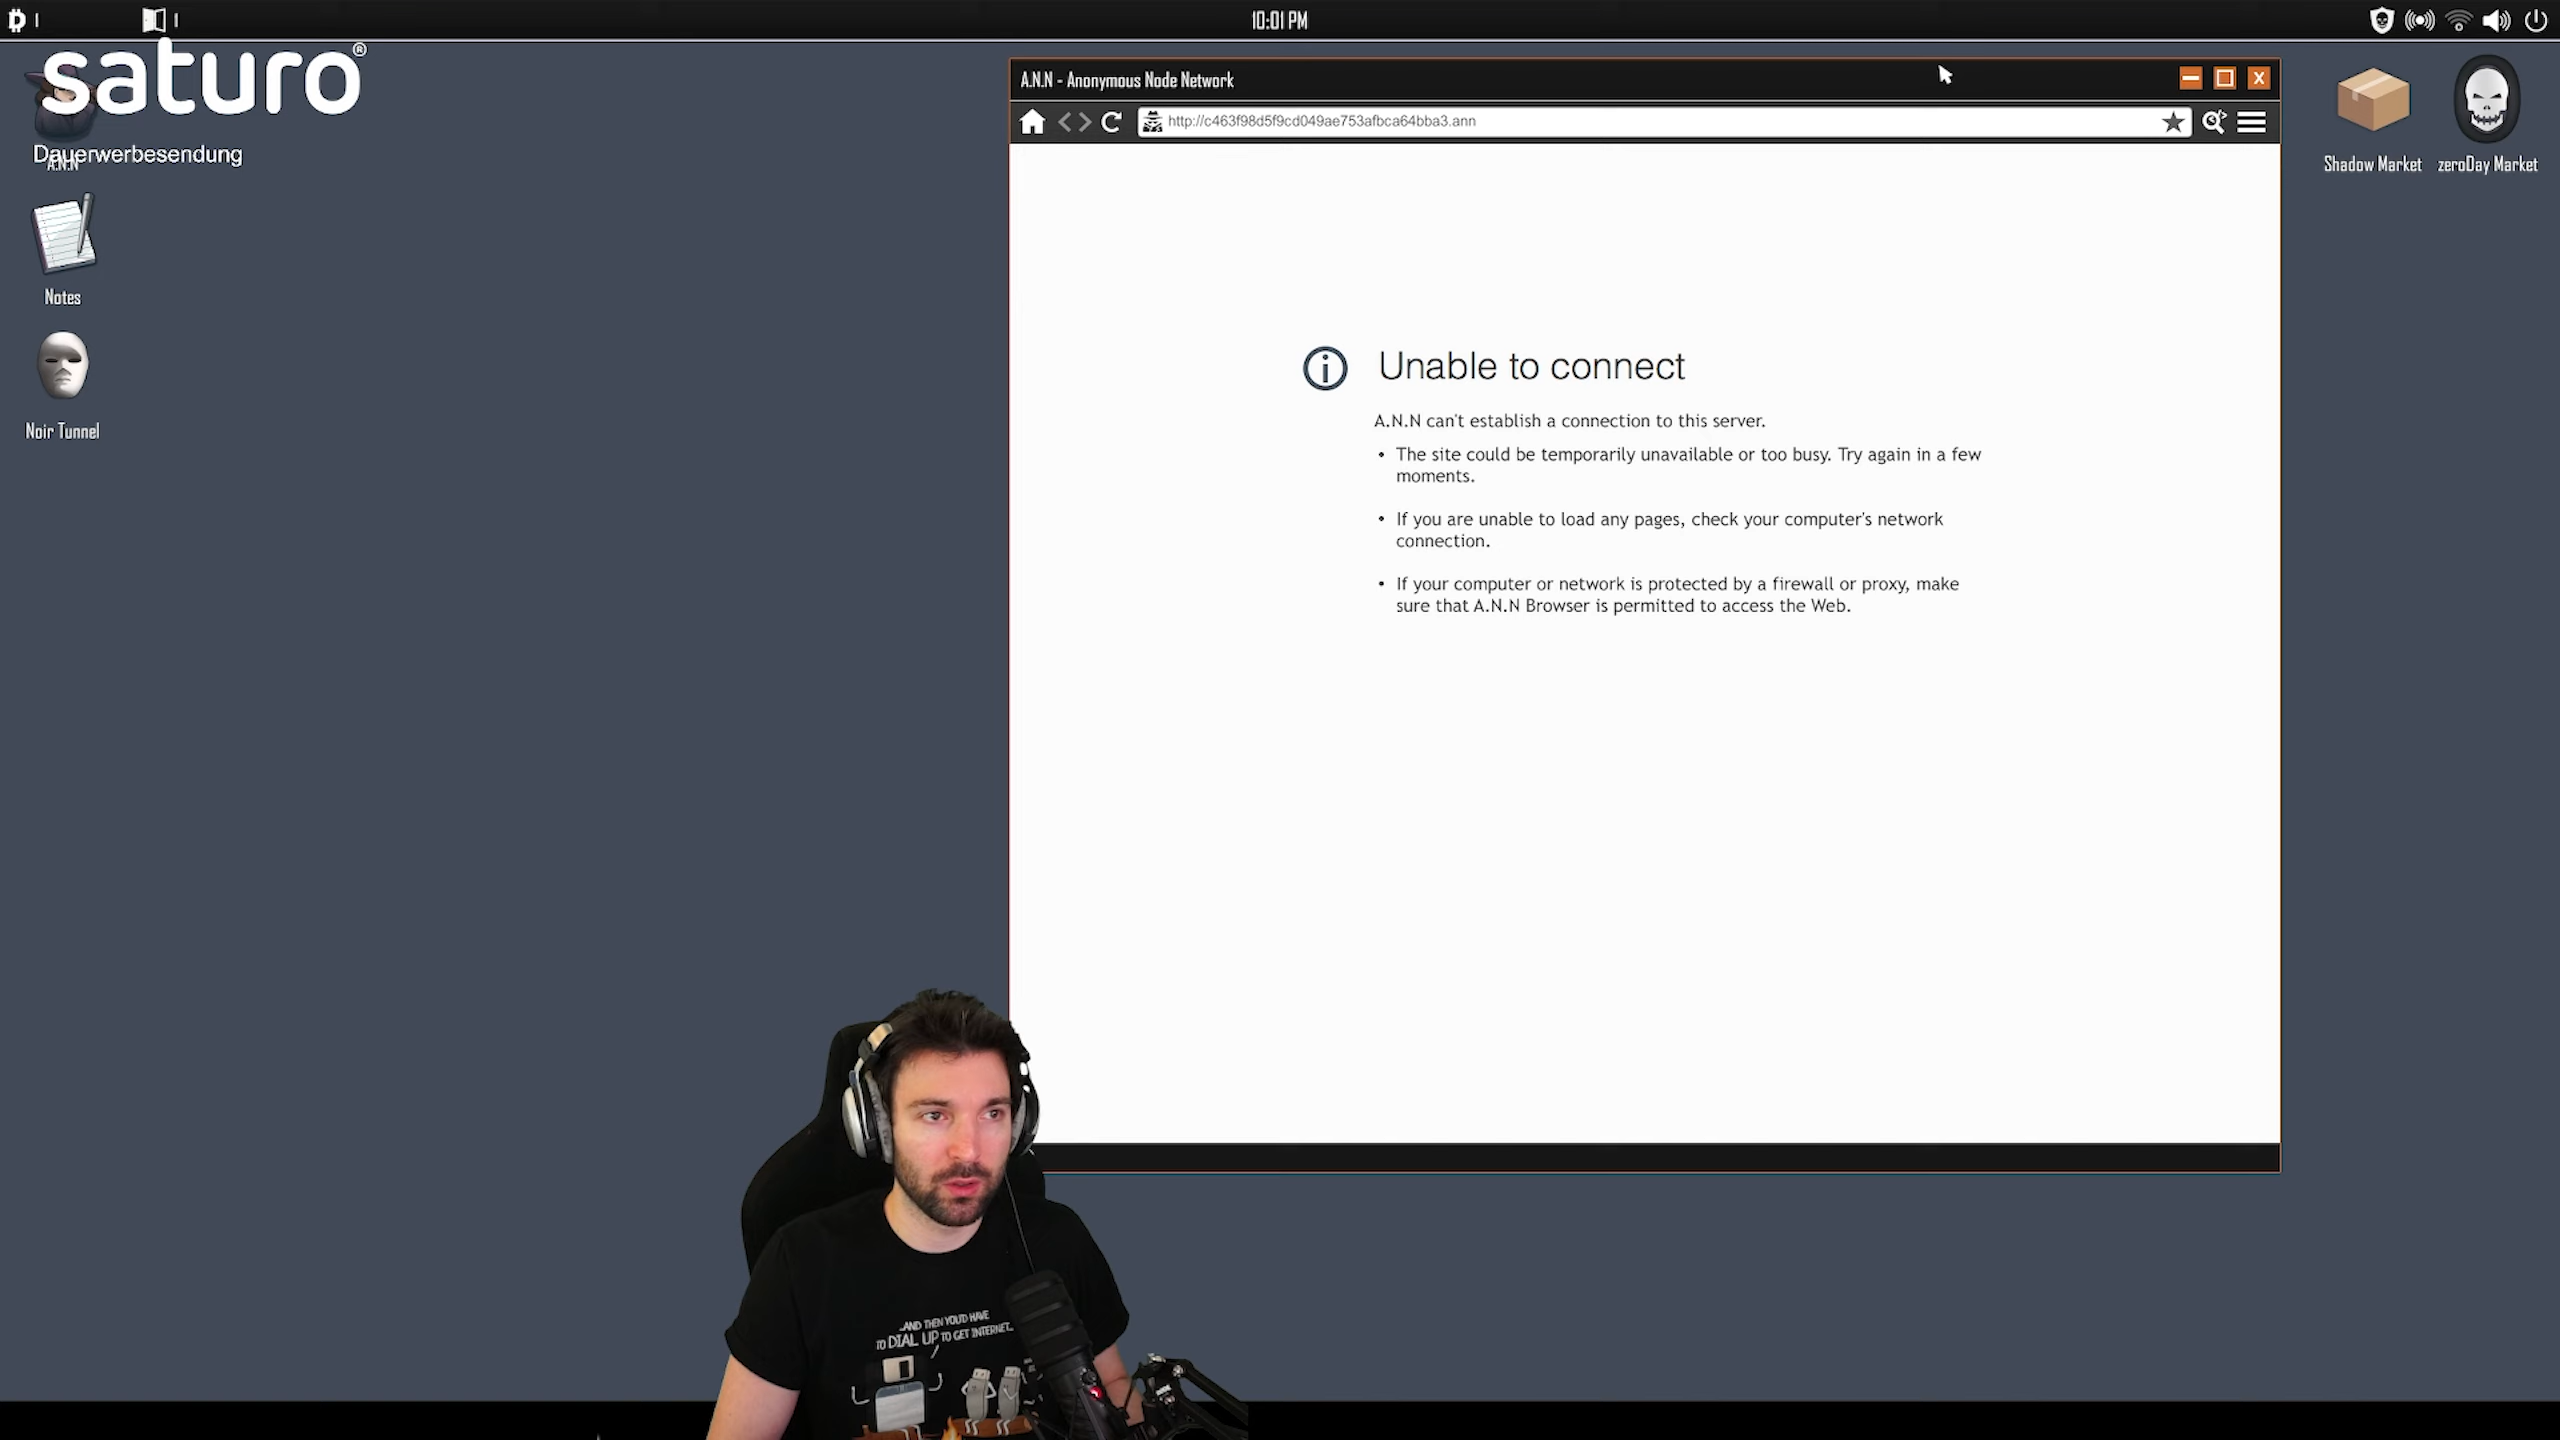 10:01 PM
saturo®
Dauerwerbesendung
A.N.N
Notes
Noir Tunnel
A.N.N - Anonymous Node Network
http://c463f98d5f9cd049ae753afbca64bba3.ann
Unable to connect
A.N.N can't establish a connection to this server.
• The site could be temporarily unavailable or too busy. Try again in a few
moments.
• If you are unable to load any pages, check your computer's network
connection.
• If your computer or network is protected by a firewall or proxy, make
sure that A.N.N Browser is permitted to access the Web.
Shadow Market
zeroDay Market
...AND THEN YOU'D HAVE
TO DIAL UP TO GET INTERNET...